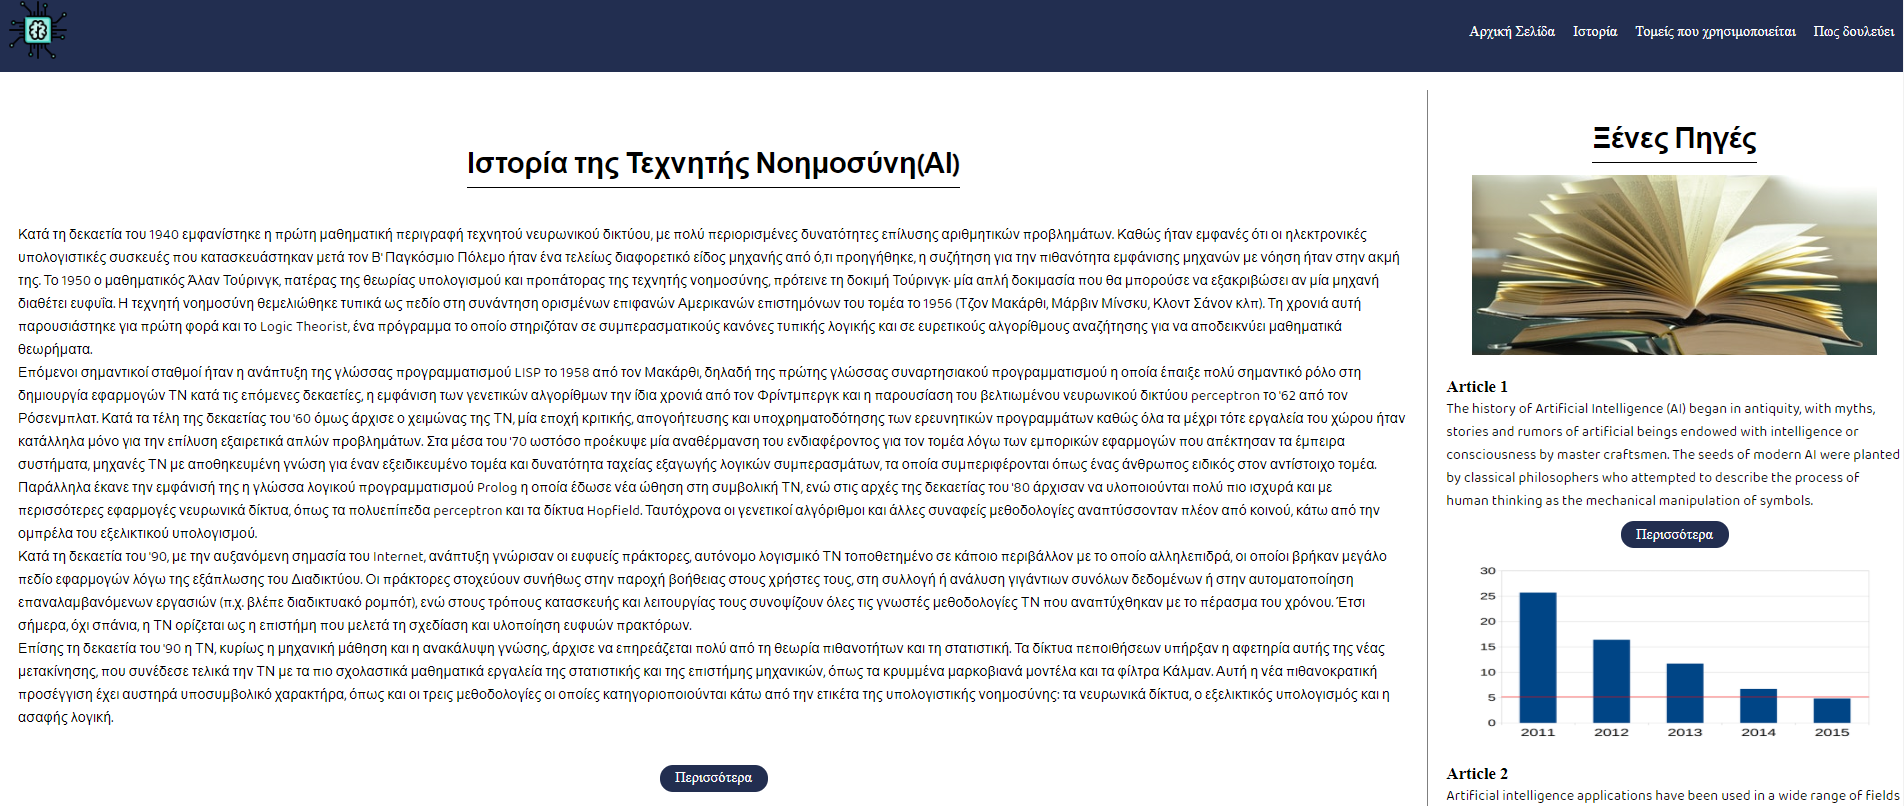 Αρχική Σελίδα Ιστορία Τομείς που χρησιμοποιείται Πως δουλεύει
Ιστορία της Τεχνητής Νοημοσύνη(AI)
Κατά τη δεκαετία του 1940 εμφανίστηκε η πρώτη μαθηματική περιγραφή τεχνητού νευρωνικού δικτύου, με πολύ περιορισμένες δυνατότητες επίλυσης αριθμητικών προβλημάτων. Καθώς ήταν εμφανές ότι οι ηλεκτρονικές
υπολογιστικές συσκευές που κατασκευάστηκαν μετά τον Β' Παγκόσμιο Πόλεμο ήταν ένα τελείως διαφορετικό είδος μηχανής από ό,τι προηγήθηκε, η συζήτηση για την πιθανότητα εμφάνισης μηχανών με νόηση ήταν στην ακμή
της. Το 1950 ο μαθηματικός Άλαν Τούρινγκ, πατέρας της θεωρίας υπολογισμού και προπάτορας της τεχνητής νοημοσύνης, πρότεινε τη δοκιμή Τούρινγκ· μία απλή δοκιμασία που θα μπορούσε να εξακριβώσει αν μία μηχανή
διαθέτει ευφυΐα. Η τεχνητή νοημοσύνη θεμελιώθηκε τυπικά ως πεδίο στη συνάντηση ορισμένων επιφανών Αμερικανών επιστημόνων του τομέα το 1956 (Τζον Μακάρθι, Μάρβιν Μίνσκυ, Κλοντ Σάνον κλπ). Τη χρονιά αυτή
παρουσιάστηκε για πρώτη φορά και το Logic Theorist, ένα πρόγραμμα το οποίο στηριζόταν σε συμπερασματικούς κανόνες τυπικής λογικής και σε ευρετικούς αλγορίθμους αναζήτησης για να αποδεικνύει μαθηματικά
θεωρήματα.
Επόμενοι σημαντικοί σταθμοί ήταν η ανάπτυξη της γλώσσας προγραμματισμού LISP το 1958 από τον Μακάρθι, δηλαδή της πρώτης γλώσσας συναρτησιακού προγραμματισμού η οποία έπαιξε πολύ σημαντικό ρόλο στη
δημιουργία εφαρμογών ΤΝ κατά τις επόμενες δεκαετίες, η εμφάνιση των γενετικών αλγορίθμων την ίδια χρονιά από τον Φρίντμπεργκ και η παρουσίαση του βελτιωμένου νευρωνικού δικτύου perceptron το '62 από τον
Ρόσενμπλατ. Κατά τα τέλη της δεκαετίας του '60 όμως άρχισε ο χειμώνας της ΤΝ, μία εποχή κριτικής, απογοήτευσης και υποχρηματοδότησης των ερευνητικών προγραμμάτων καθώς όλα τα μέχρι τότε εργαλεία του χώρου ήταν
κατάλληλα μόνο για την επίλυση εξαιρετικά απλών προβλημάτων. Στα μέσα του '70 ωστόσο προέκυψε μία αναθέρμανση του ενδιαφέροντος για τον τομέα λόγω των εμπορικών εφαρμογών που απέκτησαν τα έμπειρα
συστήματα, μηχανές ΤΝ με αποθηκευμένη γνώση για έναν εξειδικευμένο τομέα και δυνατότητα ταχείας εξαγωγής λογικών συμπερασμάτων, τα οποία συμπεριφέρονται όπως ένας άνθρωπος ειδικός στον αντίστοιχο τομέα.
Παράλληλα έκανε την εμφάνισή της η γλώσσα λογικού προγραμματισμού Prolog η οποία έδωσε νέα ώθηση στη συμβολική ΤΝ, ενώ στις αρχές της δεκαετίας του '80 άρχισαν να υλοποιούνται πολύ πιο ισχυρά και με
περισσότερες εφαρμογές νευρωνικά δίκτυα, όπως τα πολυεπίπεδα perceptron και τα δίκτυα Hopfield. Ταυτόχρονα οι γενετικοί αλγόριθμοι και άλλες συναφείς μεθοδολογίες αναπτύσσονταν πλέον από κοινού, κάτω από την
ομπρέλα του εξελικτικού υπολογισμού.
Κατά τη δεκαετία του '90, με την αυξανόμενη σημασία του Internet, ανάπτυξη γνώρισαν οι ευφυείς πράκτορες, αυτόνομο λογισμικό ΤΝ τοποθετημένο σε κάποιο περιβάλλον με το οποίο αλληλεπιδρά, οι οποίοι βρήκαν μεγάλο
πεδίο εφαρμογών λόγω της εξάπλωσης του Διαδικτύου. Οι πράκτορες στοχεύουν συνήθως στην παροχή βοήθειας στους χρήστες τους, στη συλλογή ή ανάλυση γιγάντιων συνόλων δεδομένων ή στην αυτοματοποίηση
επαναλαμβανόμενων εργασιών (π.χ. βλέπε διαδικτυακό ρομπότ), ενώ στους τρόπους κατασκευής και λειτουργίας τους συνοψίζουν όλες τις γνωστές μεθοδολογίες ΤΝ που αναπτύχθηκαν με το πέρασμα του χρόνου. Έτσι
σήμερα, όχι σπάνια, η ΤΝ ορίζεται ως η επιστήμη που μελετά τη σχεδίαση και υλοποίηση ευφυών πρακτόρων.
Επίσης τη δεκαετία του '90 η ΤΝ, κυρίως η μηχανική μάθηση και η ανακάλυψη γνώσης, άρχισε να επηρεάζεται πολύ από τη θεωρία πιθανοτήτων και τη στατιστική. Τα δίκτυα πεποιθήσεων υπήρξαν η αφετηρία αυτής της νέας
μετακίνησης, που συνέδεσε τελικά την ΤΝ με τα πιο σχολαστικά μαθηματικά εργαλεία της στατιστικής και της επιστήμης μηχανικών, όπως τα κρυμμένα μαρκοβιανά μοντέλα και τα φίλτρα Κάλμαν. Αυτή η νέα πιθανοκρατική
προσέγγιση έχει αυστηρά υποσυμβολικό χαρακτήρα, όπως και οι τρεις μεθοδολογίες οι οποίες κατηγοριοποιούνται κάτω από την ετικέτα της υπολογιστικής νοημοσύνης: τα νευρωνικά δίκτυα, ο εξελικτικός υπολογισμός και η
ασαφής λογική.
Περισσότερα
Ξένες Πηγές
Article 1
The history of Artificial Intelligence (AI) began in antiquity, with myths,
stories and rumors of artificial beings endowed with intelligence or
consciousness by master craftsmen. The seeds of modern AI were planted
by classical philosophers who attempted to describe the process of
human thinking as the mechanical manipulation of symbols.
Περισσότερα
30
25
20
15
10
5
0
2011 2012 2013 2014 2015
Article 2
Artificial intelligence applications have been used in a wide range of fields